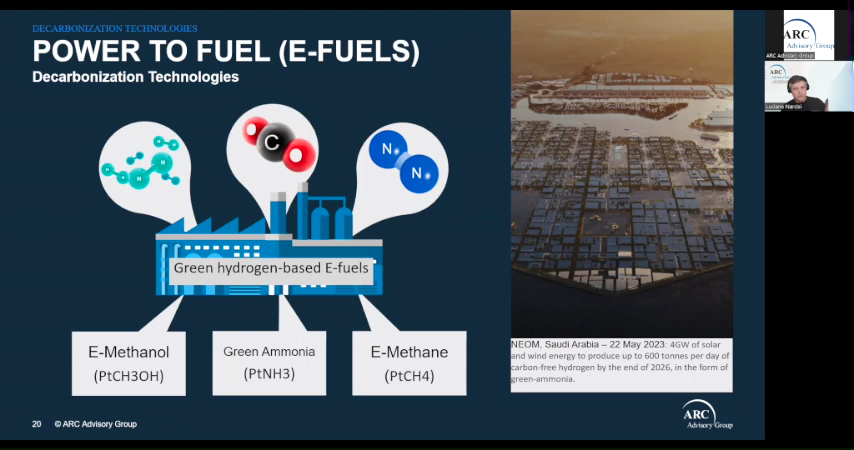 DECARBONIZATION TECHNOLOGIES
POWER TO FUEL (E-FUELS)
Decarbonization Technologies
H
H
H
H
H
C
N
N
Green hydrogen-based E-fuels
E-Methanol
(PtCH3OH)
Green Ammonia
(PtNH3)
E-Methane
(PtCH4)
NEOM, Saudi Arabia – 22 May 2023: 4GW of solar
and wind energy to produce up to 600 tonnes per day of
carbon-free hydrogen by the end of 2026, in the form of
green-ammonia.
20 © ARC Advisory Group
ARC
Advisory Group
ARC
Advisory Group
ARC Advisory Group
ARC
Luciano Nardisi